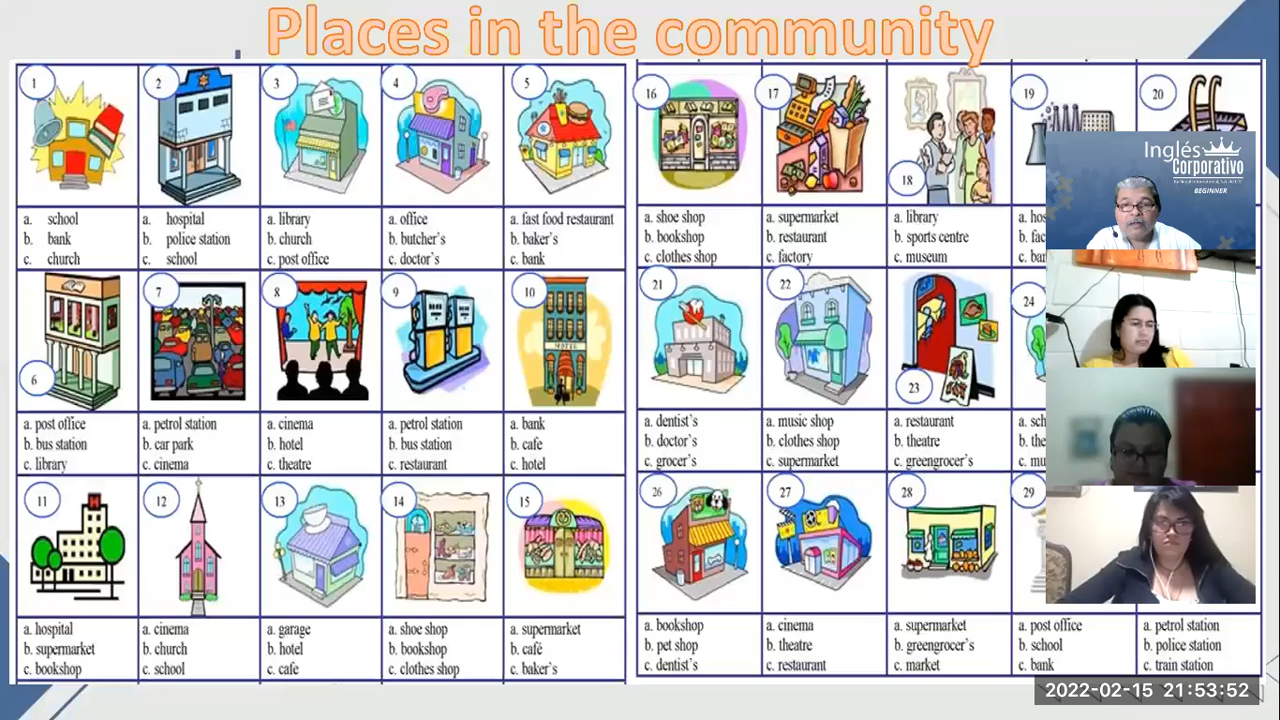 Places in the community
1
2
3
4
5
a. school
b. bank
c. church
a. hospital
b. police station
c. school
a. library
b. church
c. post office
a. office
b. butcher's
c. doctor's
a. fast food restaurant
b. baker's
c. bank
6
7
8
9
10
HOTEL
a. post office
b. bus station
c. library
a. petrol station
b. car park
c. cinema
a. cinema
b. hotel
c. theatre
a. petrol station
b. bus station
c. restaurant
a. bank
b. cafe
c. hotel
11
H
12
13
14
15
a. hospital
b. supermarket
c. bookshop
a. cinema
b. church
c. school
a. garage
b. hotel
c. cafe
a. shoe shop
b. bookshop
c. clothes shop
a. supermarket
b. café
c. baker's
16
17
18
19
20
a. shoe shop
b. bookshop
c. clothes shop
a. supermarket
b. restaurant
c. factory
a. library
b. sports centre
c. museum
a. hos
b. fac
c. ban
21
22
23
24
a. dentist's
b. doctor's
c. grocer's
a. music shop
b. clothes shop
c. supermarket
a. restaurant
b. theatre
c. greengrocer's
a. sch
b. the
c. mu
26
27
28
29
a. bookshop
b. pet shop
c. dentist's
a. cinema
b. theatre
c. restaurant
a. supermarket
b. greengrocer's
c. market
a. post office
b. school
c. bank
a. petrol station
b. police station
c. train station
Inglés
Corporativo
BEGINNER
2022-02-15 21:53:52